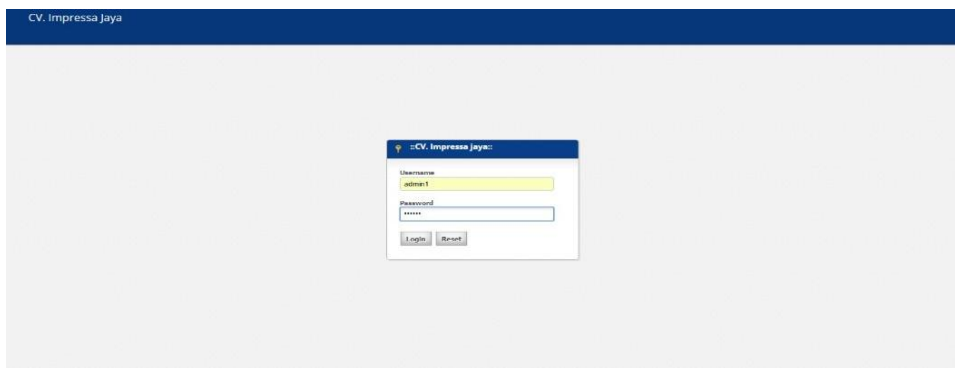 CV. Impressa Jaya
::CV. Impressa Jaya::
Username
admin1
Password
••••••
Login Reset